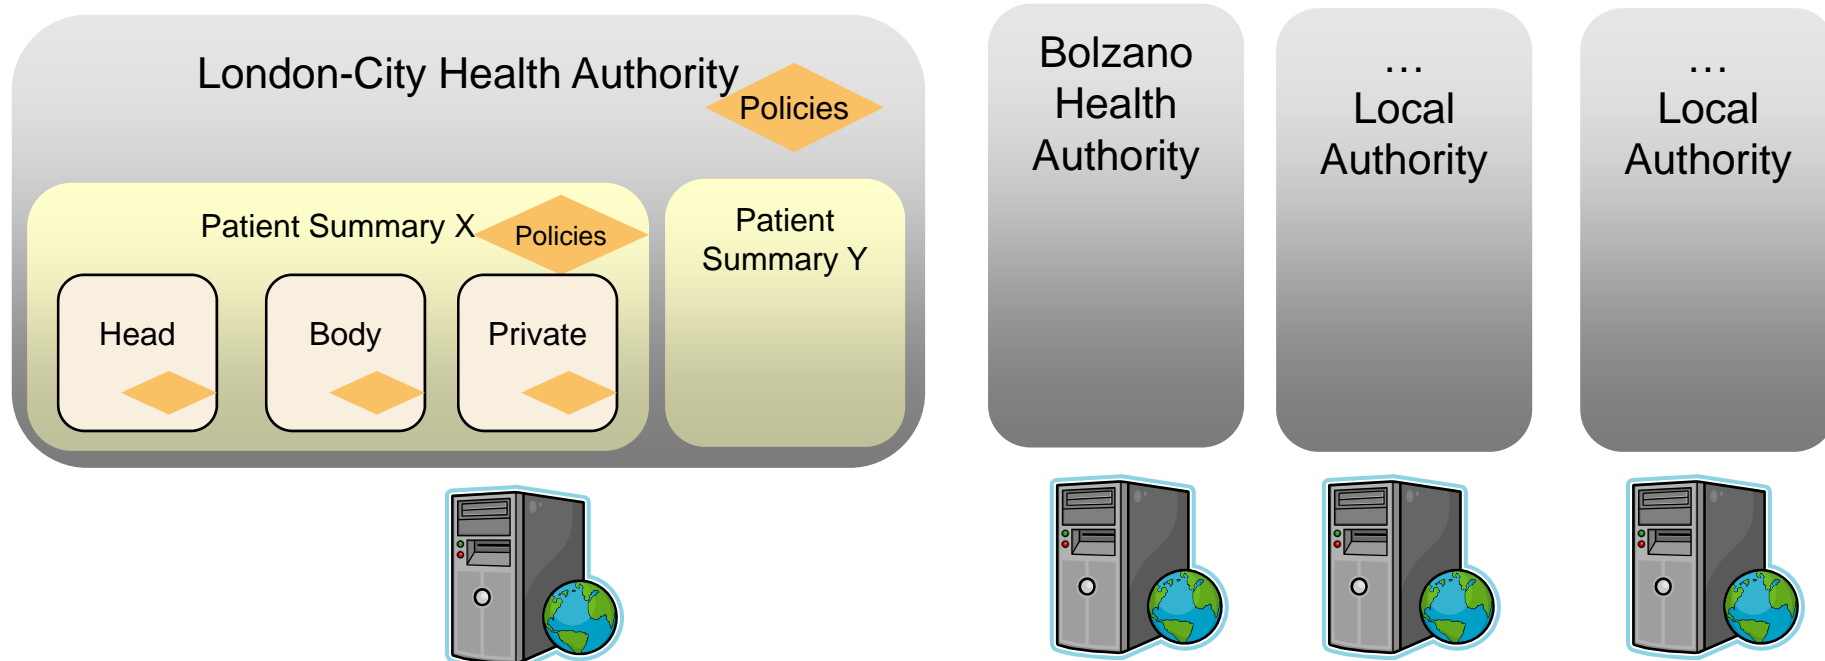 London-City Health Authority
Policies
Patient Summary X
Policies
Head
Body
Private
Patient
Summary Y
Bolzano
Health
Authority
…
Local
Authority
…
Local
Authority